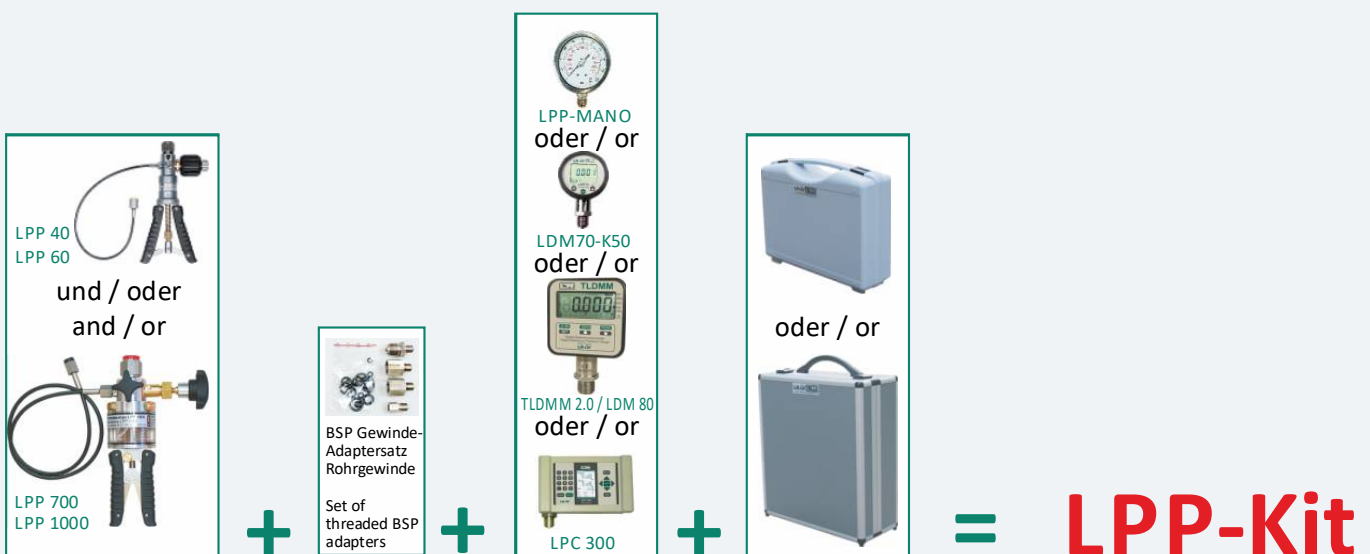 LPP 40
LPP 60
und / oder
and / or
LPP 700
LPP 1000
+
BSP Gewinde-
Adaptersatz
Rohrgewinde
Set of
threaded BSP
adapters
+
LPP-MANO
oder / or
LDM70-K50
oder / or
TLDMM
0.000
TLDMM 2.0 / LDM 80
oder / or
LPC 300
+
oder / or
=
LPP-Kit